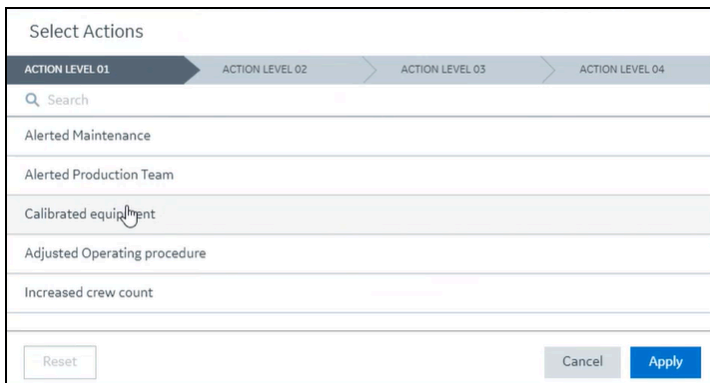 Select Actions
ACTION LEVEL 01 ACTION LEVEL 02 ACTION LEVEL 03 ACTION LEVEL 04
Search
Alerted Maintenance
Alerted Production Team
Calibrated equipment
Adjusted Operating procedure
Increased crew count
Reset Cancel Apply